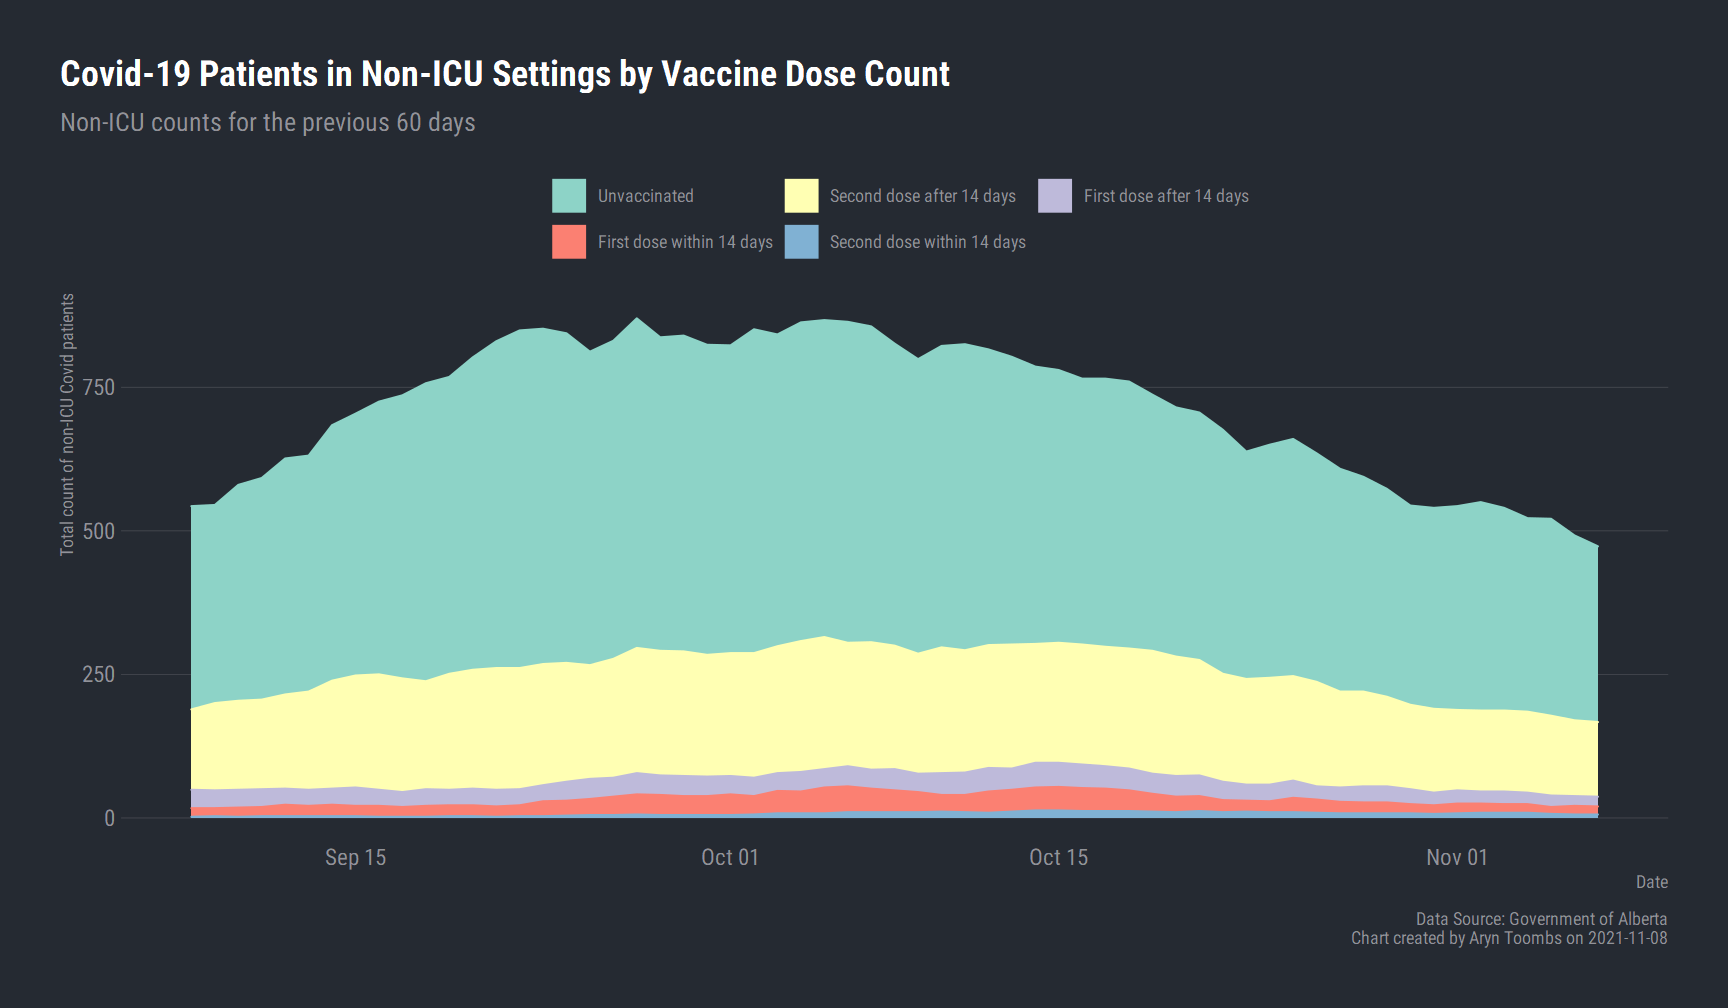 Covid-19 Patients in Non-ICU Settings by Vaccine Dose Count
Non-ICU counts for the previous 60 days
Unvaccinated
Second dose after 14 days
First dose after 14 days
First dose within 14 days
Second dose within 14 days
Total count of non-ICU Covid patients
750
500
250
0
Sep 15
Oct 01
Oct 15
Nov 01
Date
Data Source: Government of Alberta
Chart created by Aryn Toombs on 2021-11-08